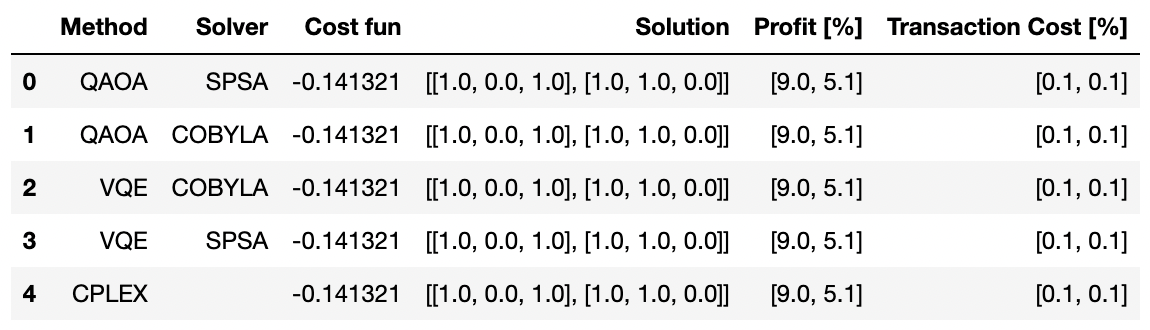 Method Solver Cost fun Solution Profit [%] Transaction Cost [%]
0 QAOA SPSA -0.141321 [[1.0, 0.0, 1.0], [1.0, 1.0, 0.0]] [9.0, 5.1] [0.1, 0.1]
1 QAOA COBYLA -0.141321 [[1.0, 0.0, 1.0], [1.0, 1.0, 0.0]] [9.0, 5.1] [0.1, 0.1]
2 VQE COBYLA -0.141321 [[1.0, 0.0, 1.0], [1.0, 1.0, 0.0]] [9.0, 5.1] [0.1, 0.1]
3 VQE SPSA -0.141321 [[1.0, 0.0, 1.0], [1.0, 1.0, 0.0]] [9.0, 5.1] [0.1, 0.1]
4 CPLEX -0.141321 [[1.0, 0.0, 1.0], [1.0, 1.0, 0.0]] [9.0, 5.1] [0.1, 0.1]